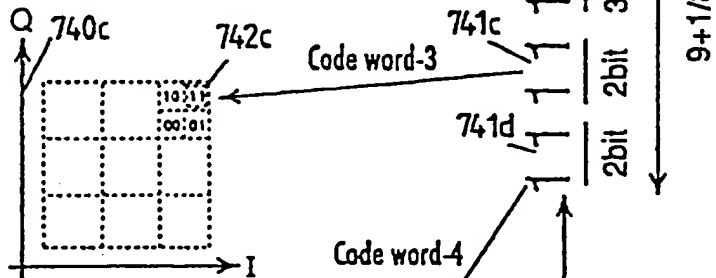 Q
740c
742c
10 11
00 01
I
Code word-3
741c
741d
Code word-4
2bit
2bit
3
9+1/